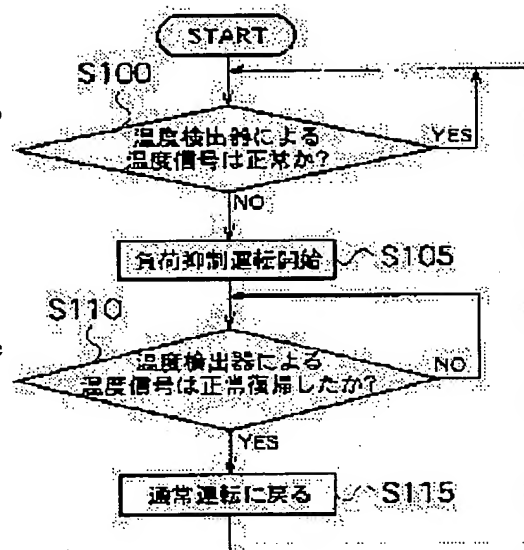 START
S100
温度検出器による
温度信号は正常か?
YES
NO
負荷抑制運転開始
S105
S110
温度検出器による
温度信号は正常復帰したか?
NO
YES
通常運転に戻る
S115